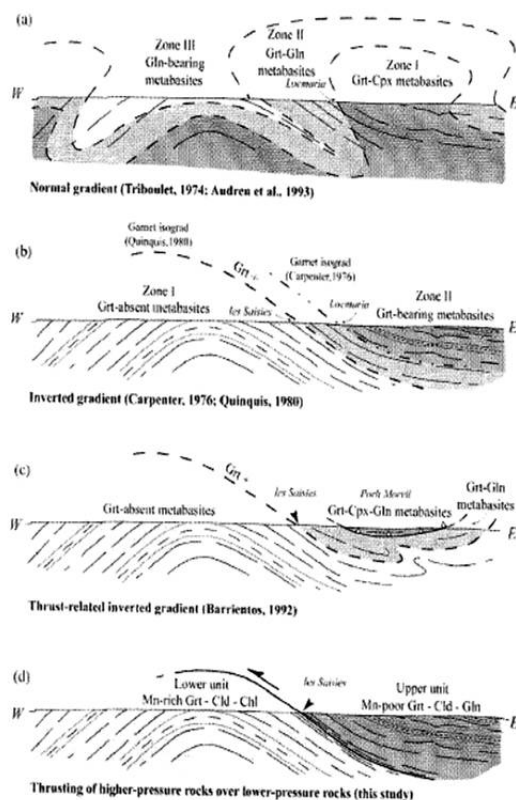 (a)
Zone III
Gln-bearing
metabasites
Zone II
Grt-Gln
metabasites
Locmaria
Zone I
Grt-Cpx metabasites
W
E
Normal gradient (Triboulet, 1974; Audren et al., 1993)
(b)
Garnet isograd
(Quinquis, 1980)
Grt +
Garnet isograd
(Carpenter, 1976)
Zone I
Grt-absent metabasites
les Saisies
Locmaria
Zone II
Grt-bearing metabasites
W
E
Inverted gradient (Carpenter, 1976; Quinquis, 1980)
(c)
Grt +
Grt-absent metabasites
les Saisies
Porh Morvil
Grt-Cpx-Gln metabasites
Grt-Gln
metabasites
W
E
Thrust-related inverted gradient (Barrientos, 1992)
(d)
Lower unit
Mn-rich Grt - Cld - Chl
les Saisies
Upper unit
Mn-poor Grt - Cld - Gln
W
E
Thrusting of higher-pressure rocks over lower-pressure rocks (this study)